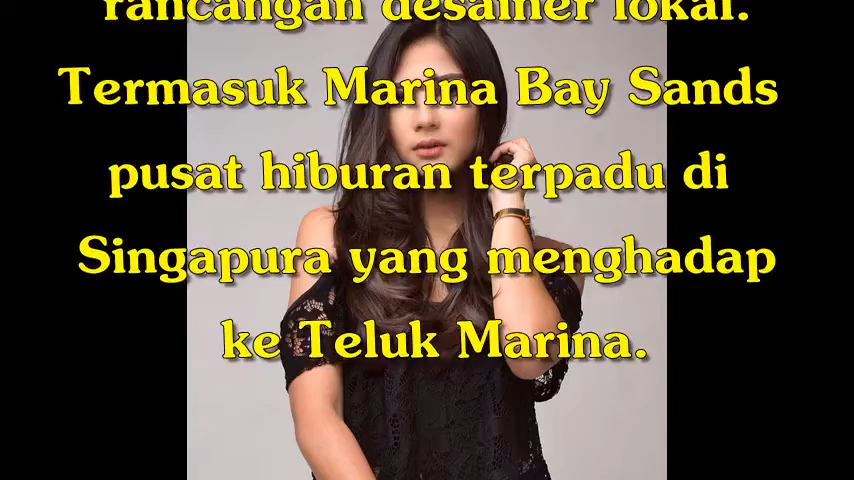 rancangan desainer lokal.
Termasuk Marina Bay Sands
pusat hiburan terpadu di
Singapura yang menghadap
ke Teluk Marina.